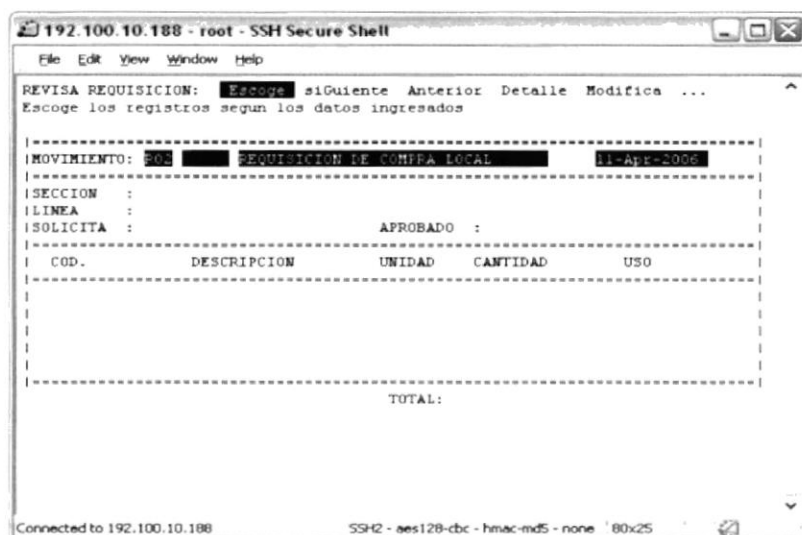 192.100.10.188 - root - SSH Secure Shell
File Edit View Window Help
REVISA REQUISICION: Escoge siGuiente Anterior Detalle Modifica ...
Escoge los registros segun los datos ingresados
MOVIMIENTO: P02 REQUISICION DE COMPRA LOCAL 11-Apr-2006
SECCION :
LINEA :
SOLICITA : APROBADO :
COD. DESCRIPCION UNIDAD CANTIDAD USO
TOTAL:
Connected to 192.100.10.188 SSH2 - aes128-cbc - hmac-md5 - none 80x25